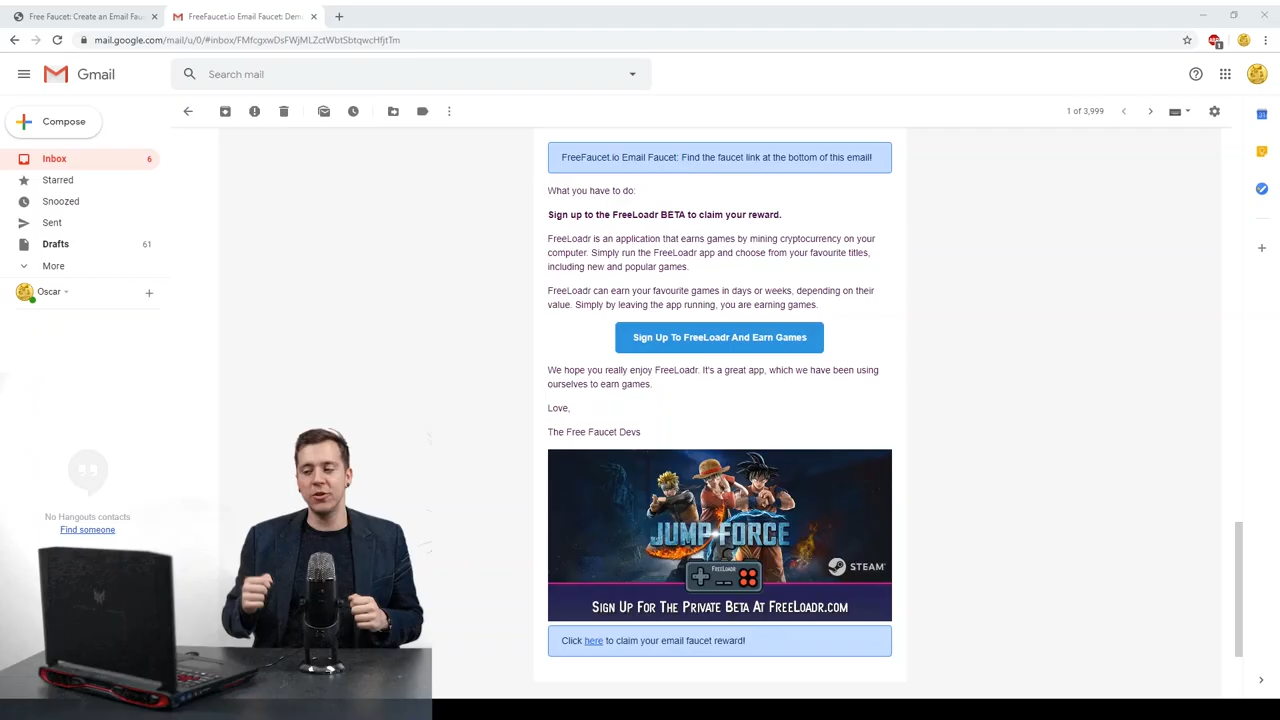 Free Faucet: Create an Email Fau
FreeFaucet.io Email Faucet: Dem
mail.google.com/mail/u/0/#inbox/FMfcgxwDsFWjMLZctWbtSbtqwcHfjtTm
Gmail
Search mail
Compose
1 of 3,999
Inbox 6
Starred
Snoozed
Sent
Drafts 61
More
Oscar
No Hangouts contacts
Find someone
FreeFaucet.io Email Faucet: Find the faucet link at the bottom of this email!
What you have to do:
Sign up to the FreeLoadr BETA to claim your reward.
FreeLoadr is an application that earns games by mining cryptocurrency on your
computer. Simply run the FreeLoadr app and choose from your favourite titles,
including new and popular games.
FreeLoadr can earn your favourite games in days or weeks, depending on their
value. Simply by leaving the app running, you are earning games.
Sign Up To FreeLoadr And Earn Games
We hope you really enjoy FreeLoadr. It's a great app, which we have been using
ourselves to earn games.
Love,
The Free Faucet Devs
JUMP FORCE
FreeLoadr
STEAM
Sign Up For The Private Beta At FreeLoadr.com
Click here to claim your email faucet reward!